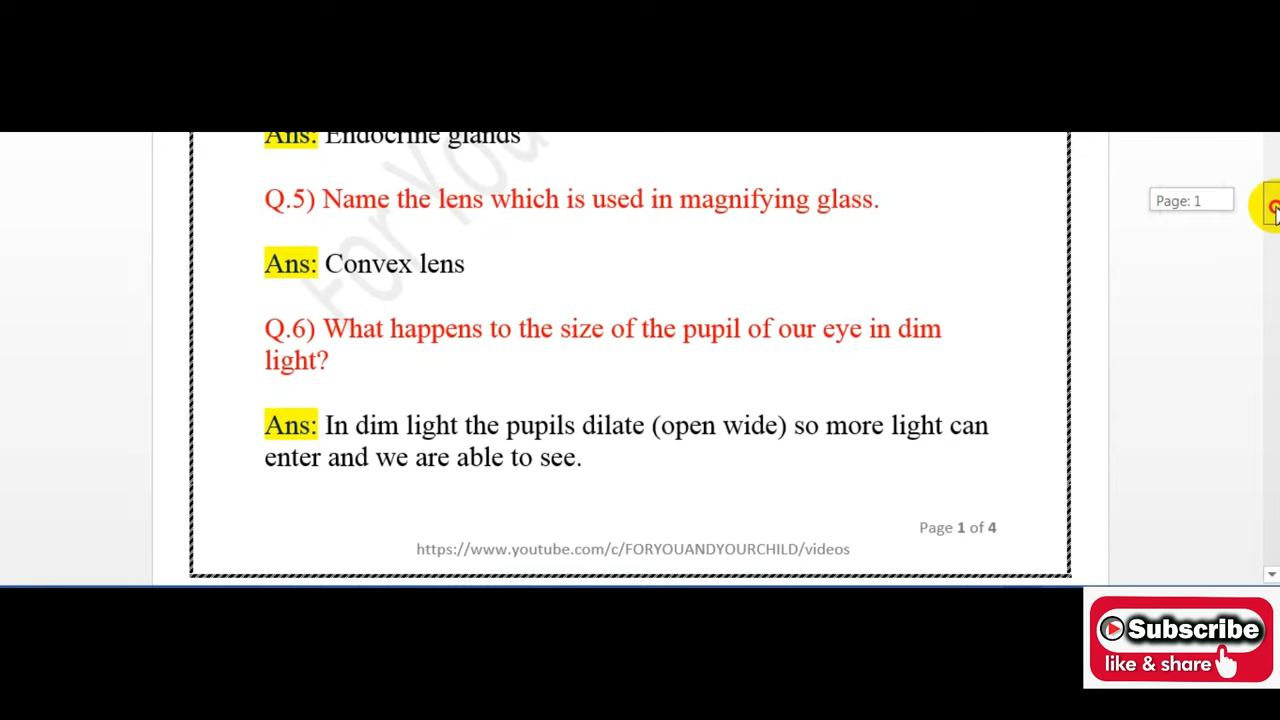 Ans: Endocrine glands
Q.5) Name the lens which is used in magnifying glass.
Page: 1
Ans: Convex lens
For You
Q.6) What happens to the size of the pupil of our eye in dim
light?
Ans: In dim light the pupils dilate (open wide) so more light can
enter and we are able to see.
Page 1 of 4
https://www.youtube.com/c/FORYOUANDYOURCHILD/videos
Subscribe
like & share